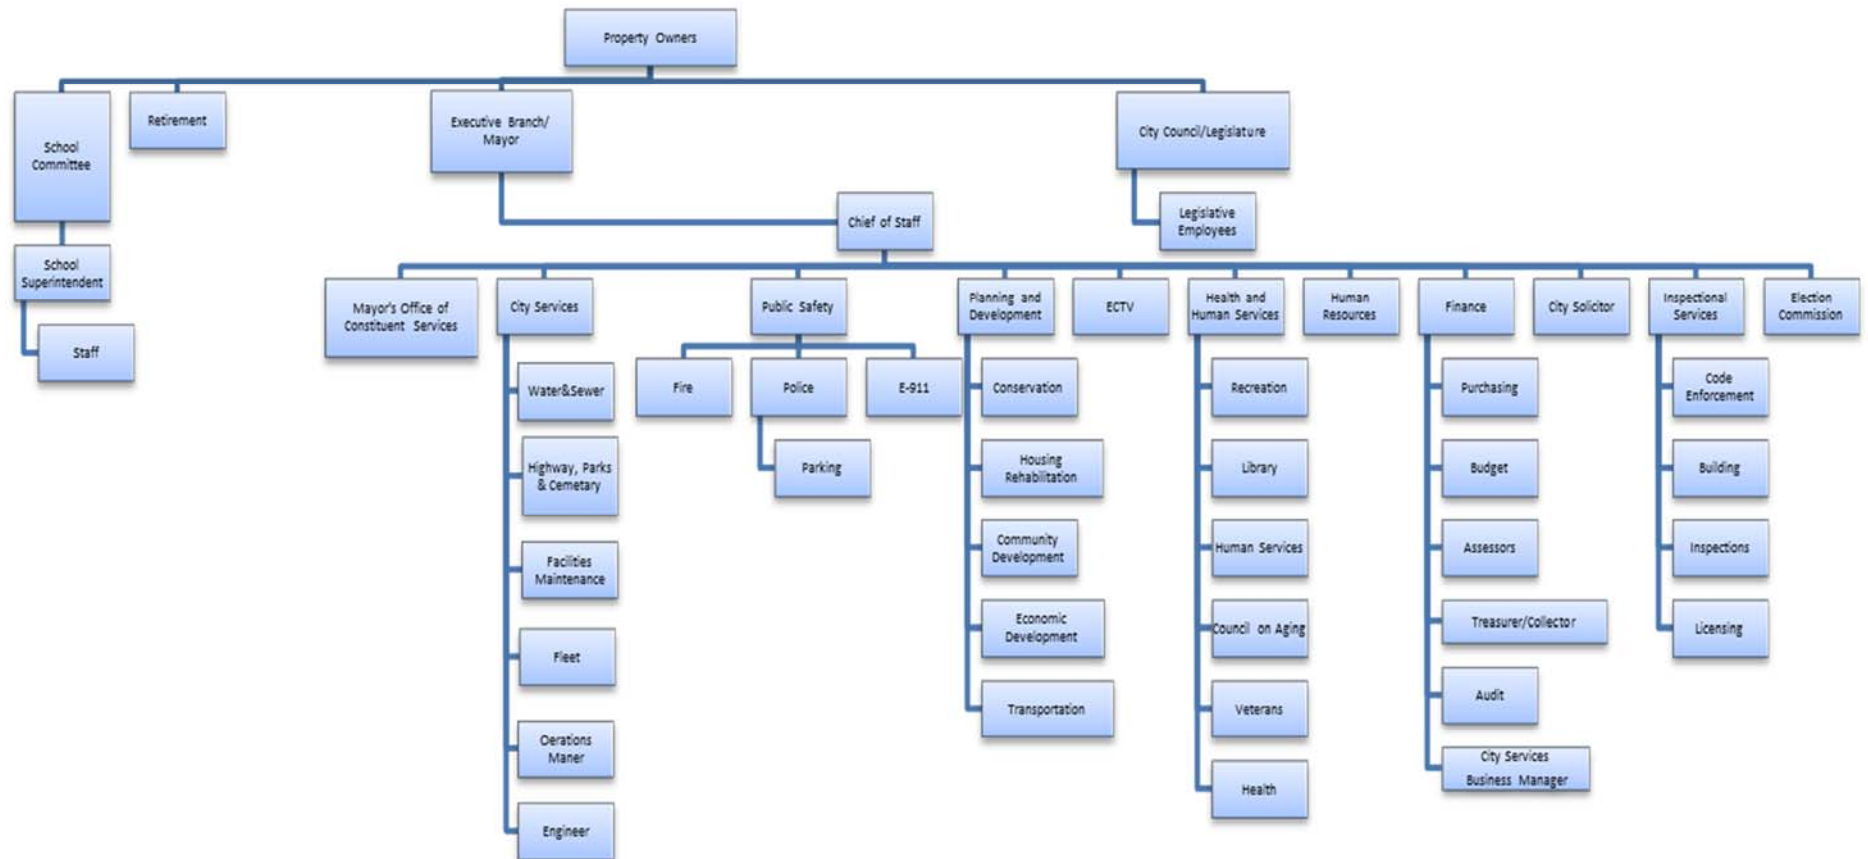 Property Owners
School
Committee
Retirement
Executive Branch/
Mayor
City Council/Legislature
Chief of Staff
Legislative
Employees
School
Superintendent
Staff
Mayor's Office of
Constituent Services
City Services
Public Safety
Planning and
Development
ECTV
Health and
Human Services
Human
Resources
Finance
City Solicitor
Inspectional
Services
Election
Commission
Water&Sewer
Highway, Parks
& Cemetary
Facilities
Maintenance
Fleet
Oerations
Maner
Engineer
Fire
Police
E-911
Parking
Conservation
Housing
Rehabilitation
Community
Development
Economic
Development
Transportation
Recreation
Library
Human Services
Council on Aging
Veterans
Health
Purchasing
Budget
Assessors
Treasurer/Collector
Audit
City Services
Business Manager
Code
Enforcement
Building
Inspections
Licensing